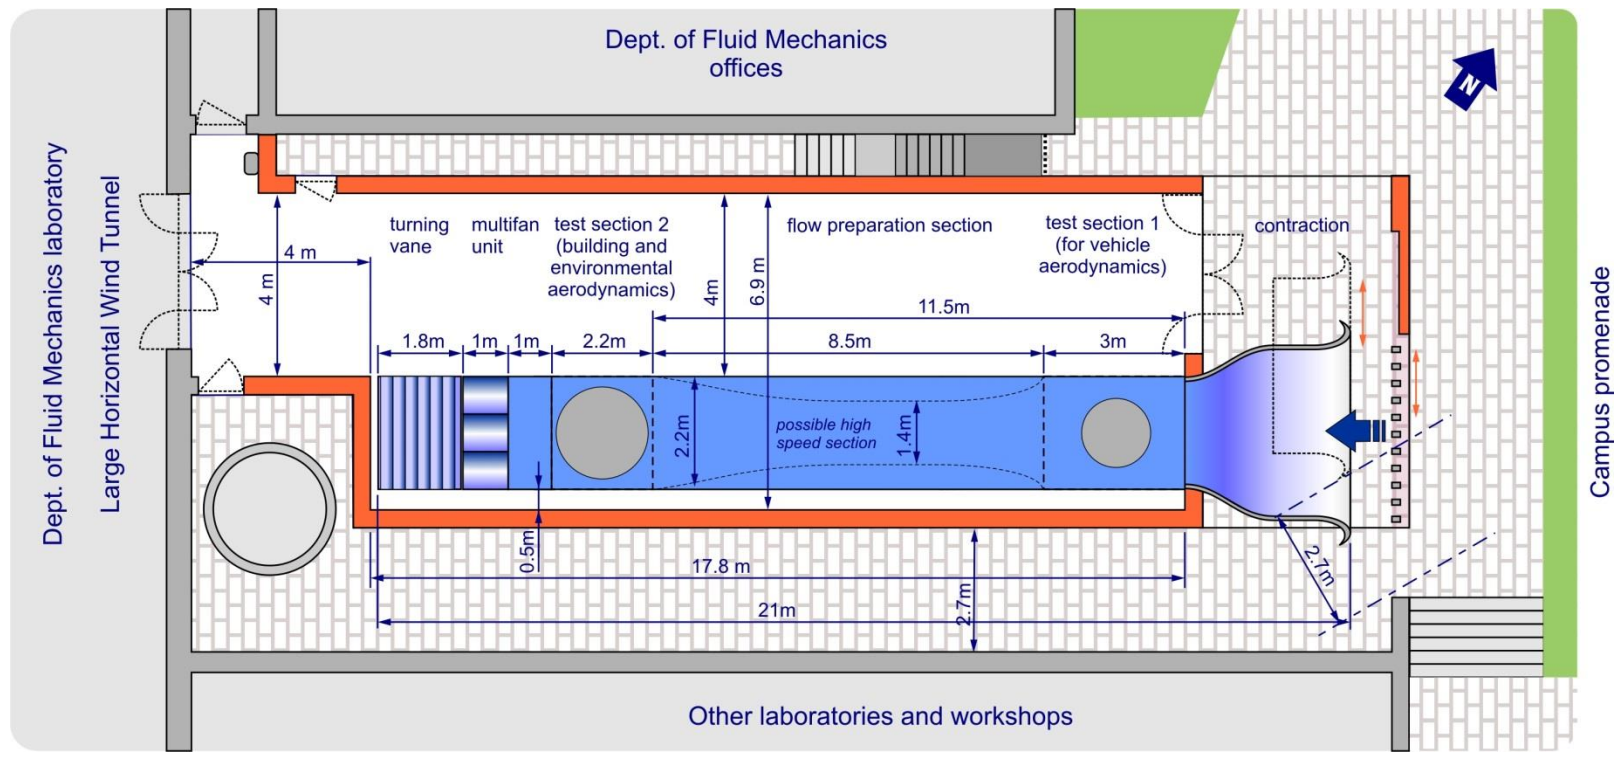 Dept. of Fluid Mechanics
offices
N
Dept. of Fluid Mechanics laboratory
Large Horizontal Wind Tunnel
turning
vane
multifan
unit
test section 2
(building and
environmental
aerodynamics)
flow preparation section
test section 1
(for vehicle
aerodynamics)
contraction
4 m
4 m
4m
6.9 m
11.5m
1.8m
1m
1m
2.2m
8.5m
3m
2.2m
possible high
speed section
1.4m
0.5m
17.8 m
2.7m
2.7m
21m
Campus promenade
Other laboratories and workshops